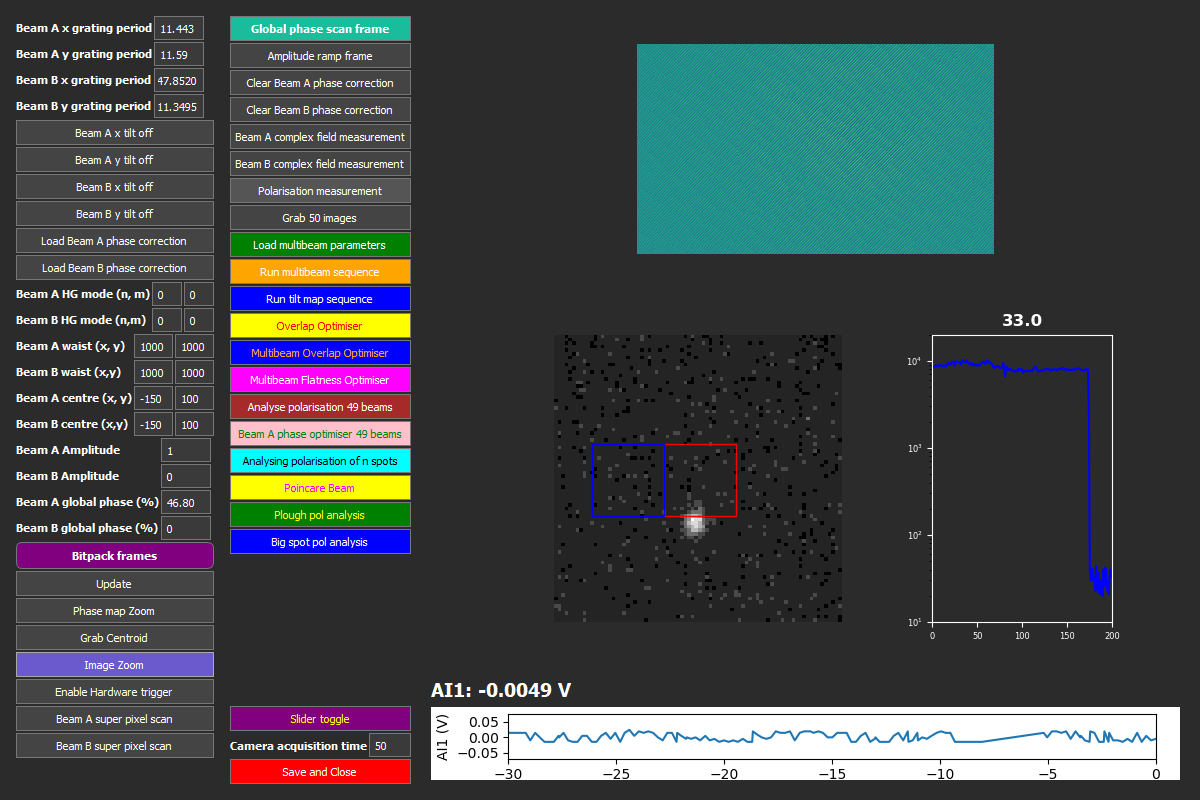 Beam A x grating period 11.443
Beam A y grating period 11.59
Beam B x grating period 47.8520
Beam B y grating period 11.3495
Beam A x tilt off
Beam A y tilt off
Beam B x tilt off
Beam B y tilt off
Load Beam A phase correction
Load Beam B phase correction
Beam A HG mode (n, m) 0 0
Beam B HG mode (n,m) 0 0
Beam A waist (x, y) 1000 1000
Beam B waist (x,y) 1000 1000
Beam A centre (x, y) -150 100
Beam B centre (x,y) -150 100
Beam A Amplitude 1
Beam B Amplitude 0
Beam A global phase (%) 46.80
Beam B global phase (%) 0
Bitpack frames
Update
Phase map Zoom
Grab Centroid
Image Zoom
Enable Hardware trigger
Beam A super pixel scan
Beam B super pixel scan
Global phase scan frame
Amplitude ramp frame
Clear Beam A phase correction
Clear Beam B phase correction
Beam A complex field measurement
Beam B complex field measurement
Polarisation measurement
Grab 50 images
Load multibeam parameters
Run multibeam sequence
Run tilt map sequence
Overlap Optimiser
Multibeam Overlap Optimiser
Multibeam Flatness Optimiser
Analyse polarisation 49 beams
Beam A phase optimiser 49 beams
Analysing polarisation of n spots
Poincare Beam
Plough pol analysis
Big spot pol analysis
Slider toggle
Camera acquisition time 50
Save and Close
33.0
10⁴
10³
10²
10¹
0 50 100 150 200
AI1: -0.0049 V
AI1 (V)
0.05
0.00
−0.05
−30 −25 −20 −15 −10 −5 0